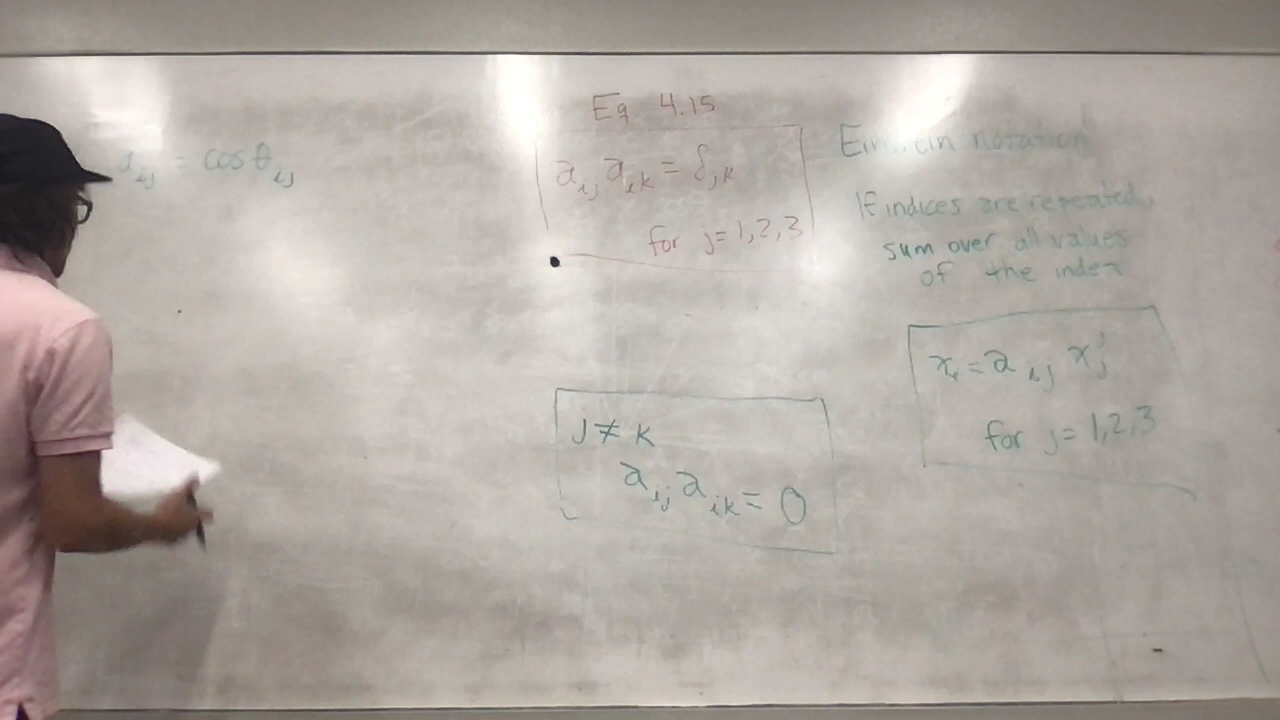 a_ij = cos θ_ij
Eq 4.15
a_ij a_ik = δ_jk
for j=1,2,3
Einstein notation
If indices are repeated,
sum over all values
of the index
x_i = a_ij x'_j
for j= 1,2,3
j ≠ k
a_ij a_ik = 0